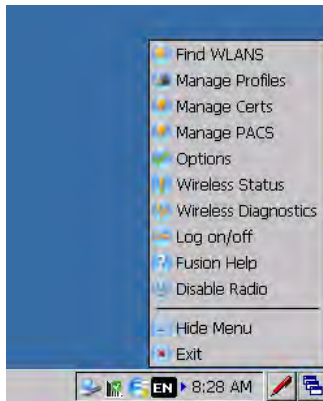 Find WLANS
Manage Profiles
Manage Certs
Manage PACS
Options
Wireless Status
Wireless Diagnostics
Log on/off
Fusion Help
Disable Radio
Hide Menu
Exit
EN 8:28 AM